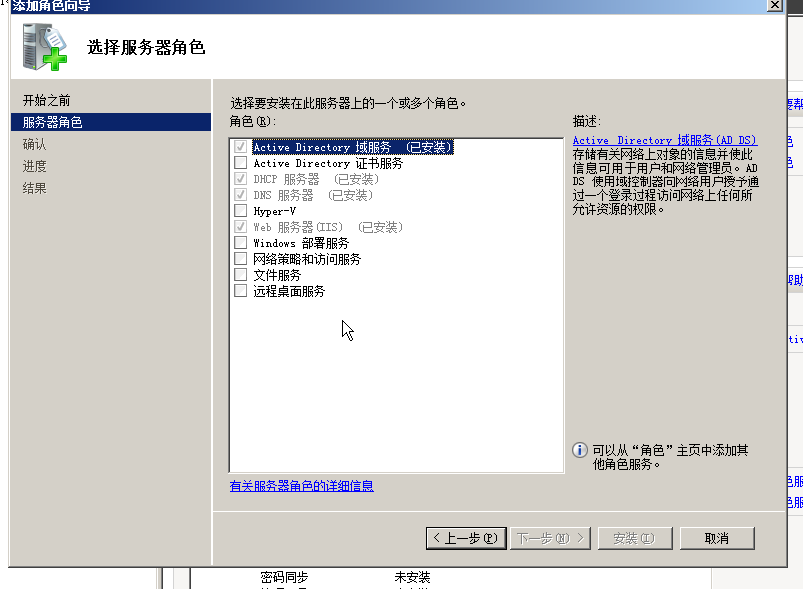 添加角色向导
选择服务器角色
开始之前
服务器角色
确认
进度
结果
选择要安装在此服务器上的一个或多个角色。
角色(R):
Active Directory 域服务 (已安装)
Active Directory 证书服务
DHCP 服务器 (已安装)
DNS 服务器 (已安装)
Hyper-V
Web 服务器(IIS) (已安装)
Windows 部署服务
网络策略和访问服务
文件服务
远程桌面服务
有关服务器角色的详细信息
描述:
Active Directory 域服务(AD DS)
存储有关网络上对象的信息并使此
信息可用于用户和网络管理员。AD
DS 使用域控制器向网络用户授予通
过一个登录过程访问网络上任何所
允许资源的权限。
可以从“角色”主页中添加其
他角色服务。
< 上一步(P)
下一步(N) >
安装(I)
取消
密码同步 未安装